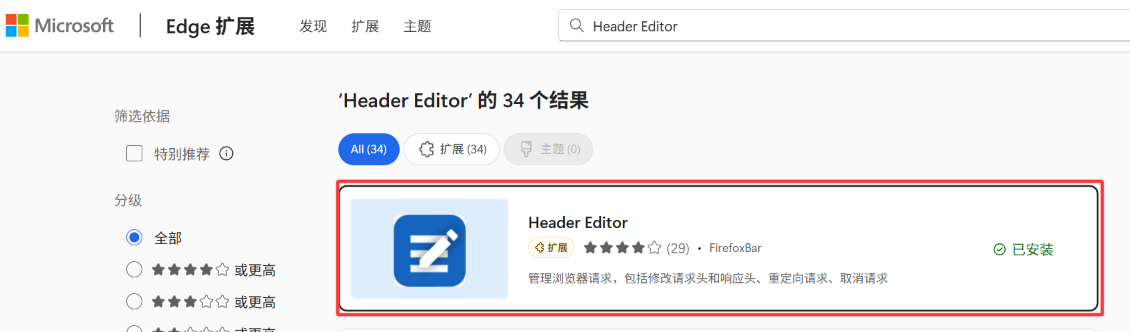 Microsoft Edge 扩展 发现 扩展 主题 Header Editor
'Header Editor' 的 34 个结果
筛选依据
特别推荐
All (34) 扩展 (34) 主题 (0)
分级
全部
或更高
或更高
或更高
Header Editor
扩展 (29) • FirefoxBar
管理浏览器请求，包括修改请求头和响应头、重定向请求、取消请求
已安装